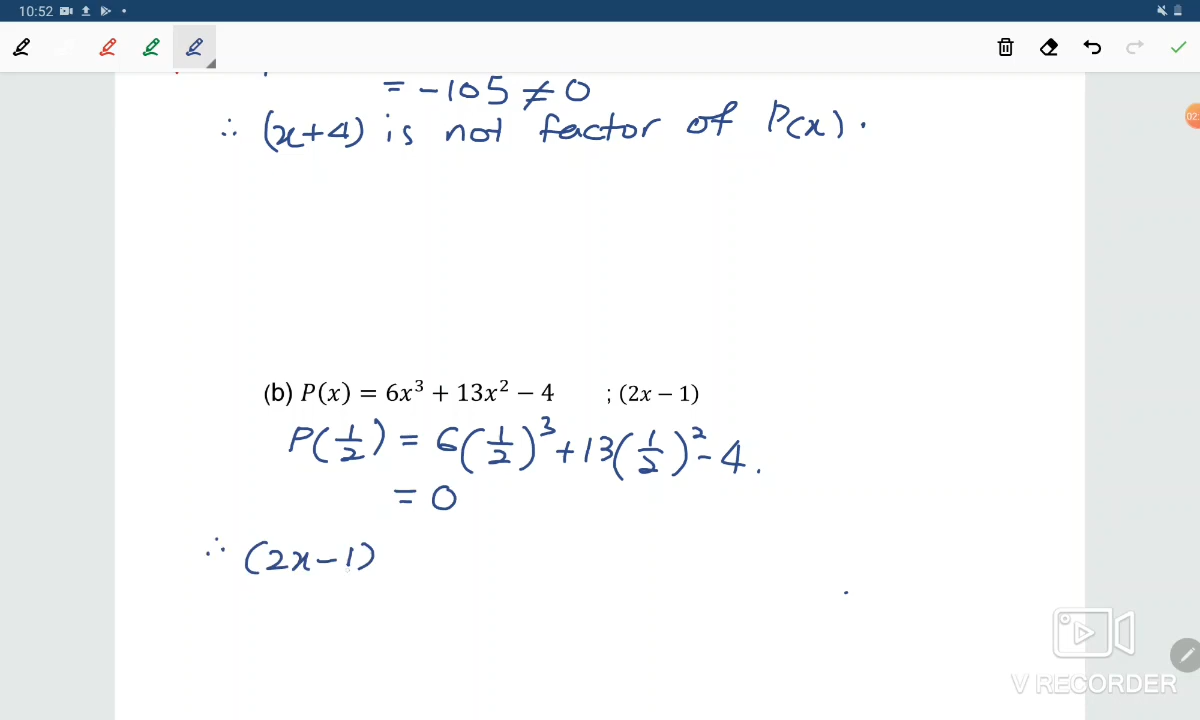 10:52
02:
= -105 ≠ 0
∴ (x+4) is not factor of P(x).
(b) P(x) = 6x³ + 13x² − 4 ; (2x − 1)
P(1/2) = 6(1/2)³ + 13(1/2)² - 4.
= 0
∴ (2x-1)
V RECORDER